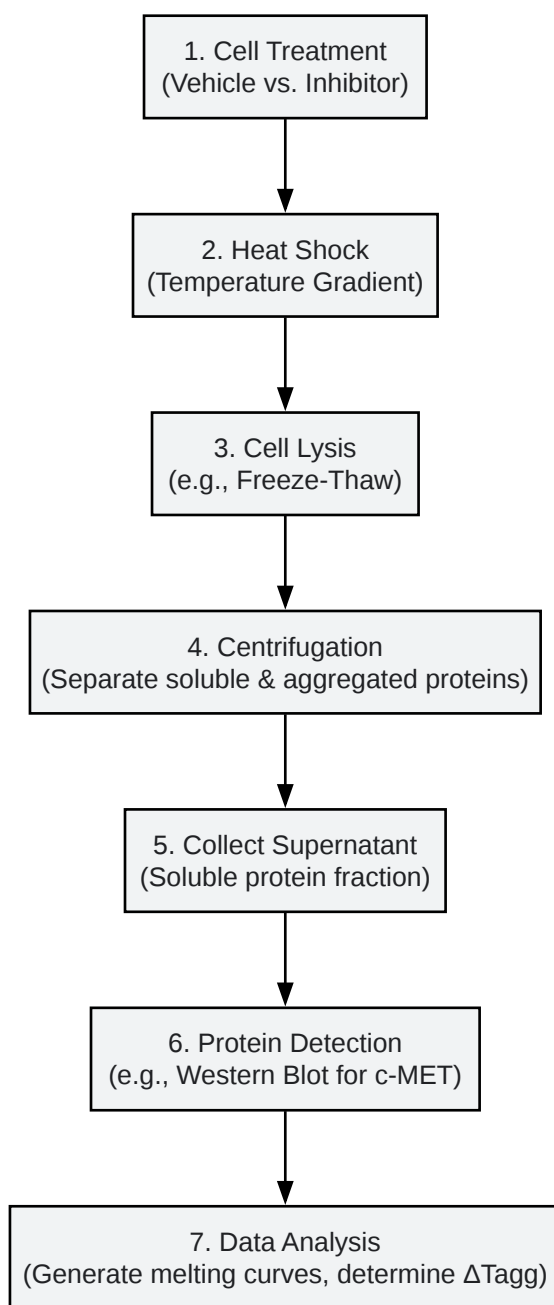 1. Cell Treatment
(Vehicle vs. Inhibitor)
2. Heat Shock
(Temperature Gradient)
3. Cell Lysis
(e.g., Freeze-Thaw)
4. Centrifugation
(Separate soluble & aggregated proteins)
5. Collect Supernatant
(Soluble protein fraction)
6. Protein Detection
(e.g., Western Blot for c-MET)
7. Data Analysis
(Generate melting curves, determine ΔTagg)